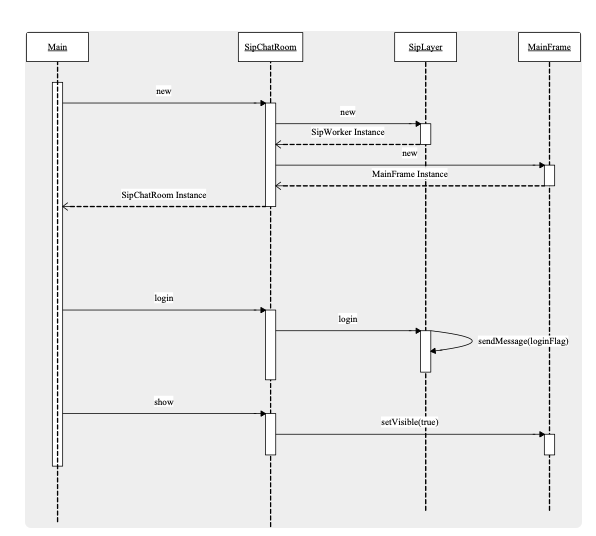 Main
SipChatRoom
SipLayer
MainFrame
new
new
SipWorker Instance
new
MainFrame Instance
SipChatRoom Instance
login
login
sendMessage(loginFlag)
show
setVisible(true)